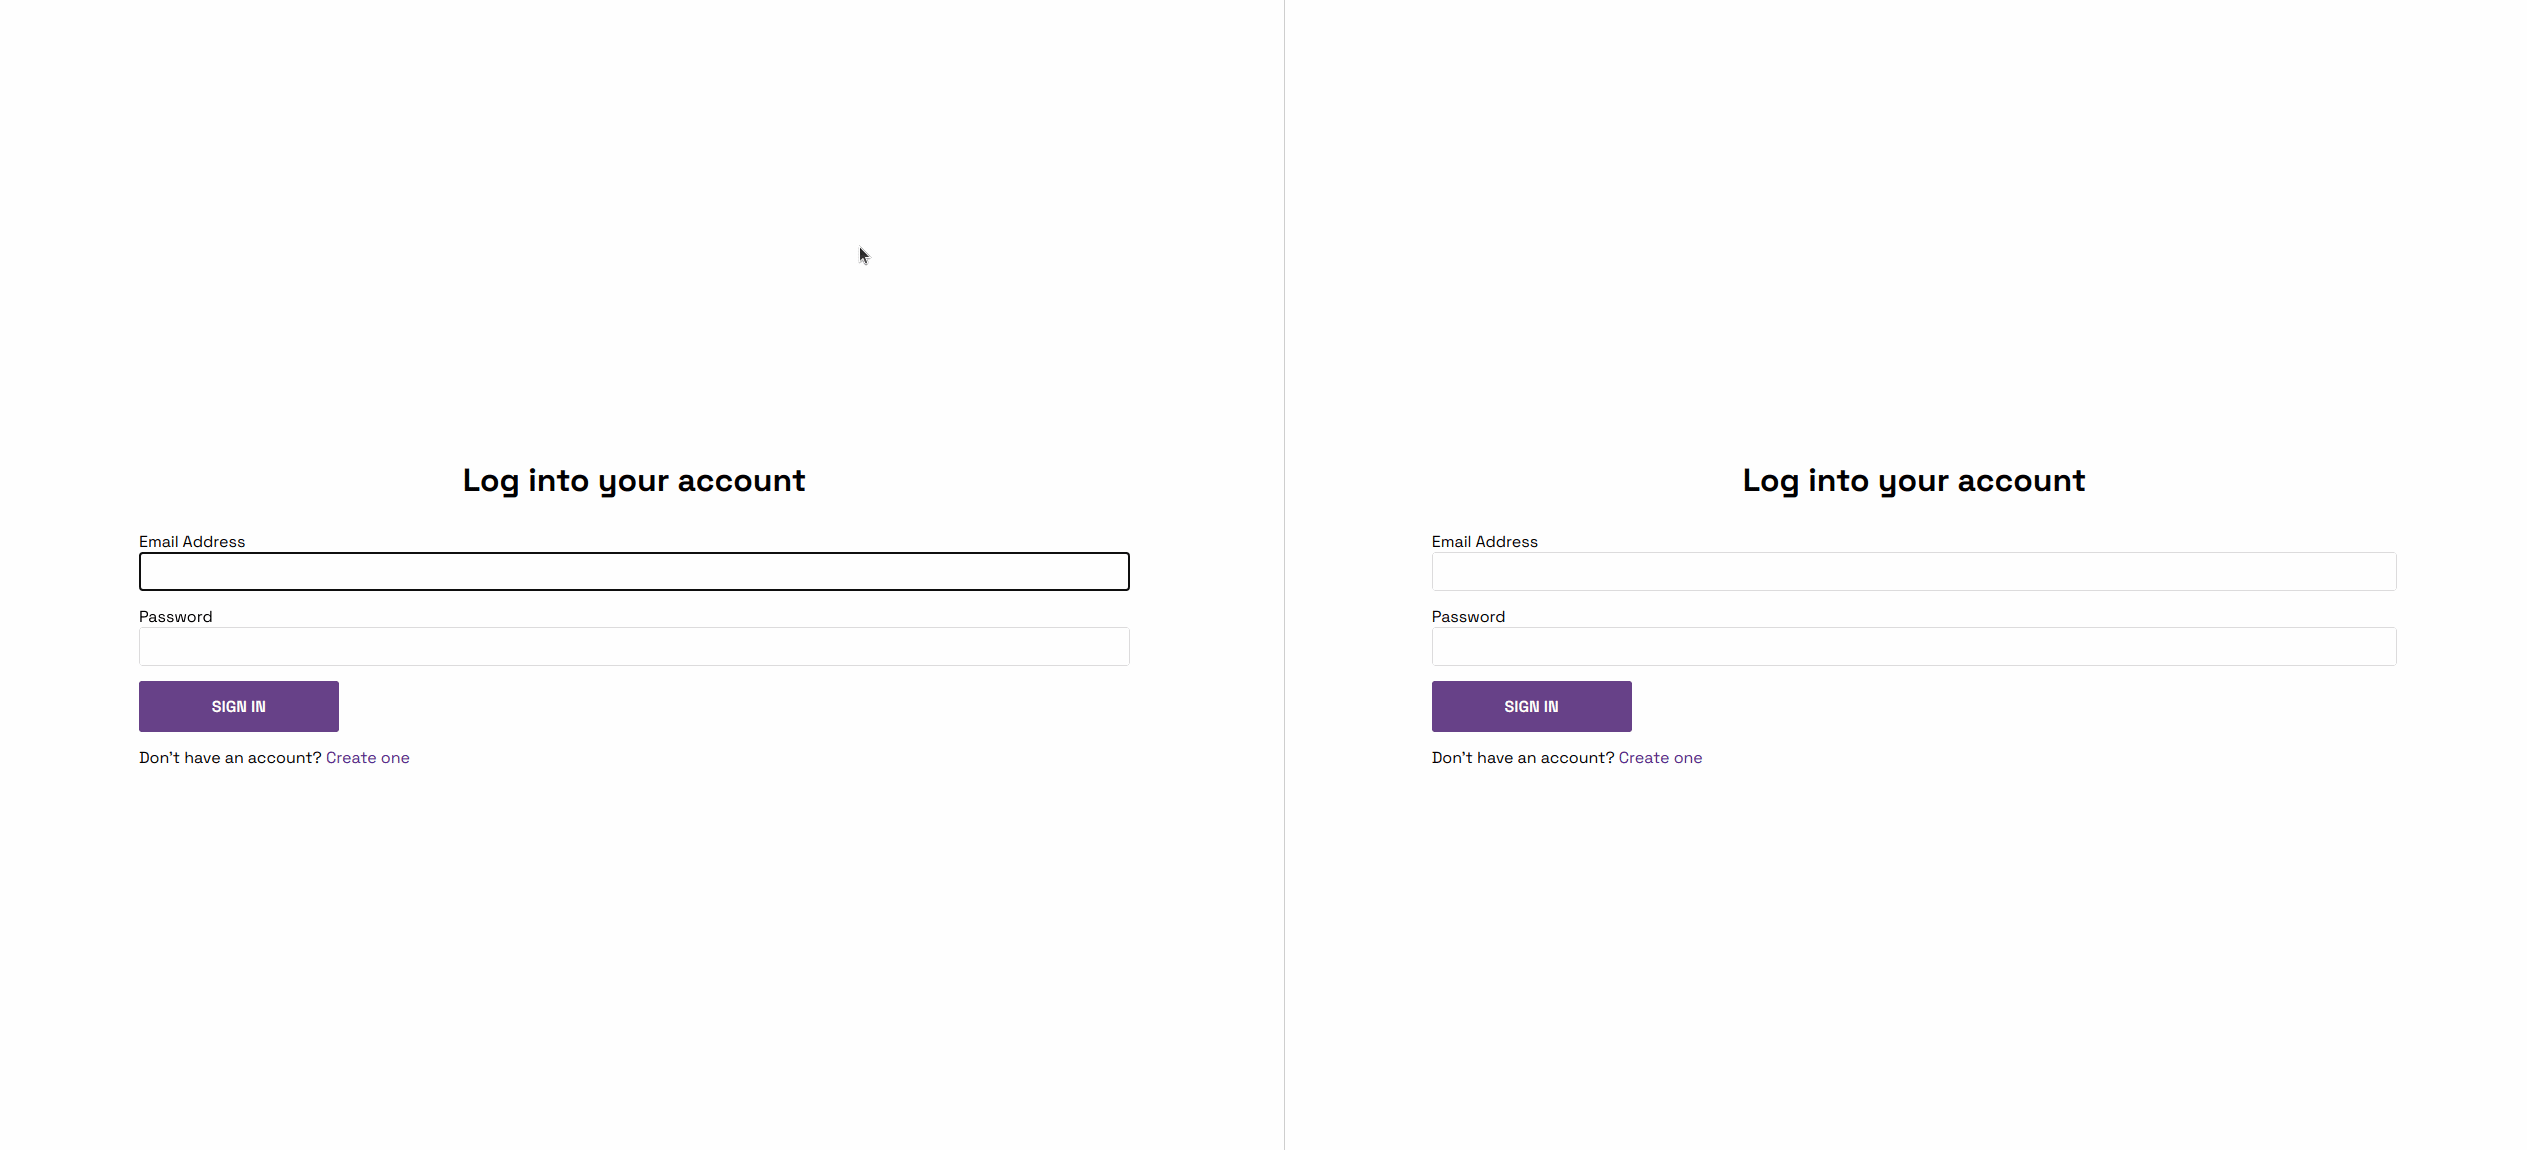 Log into your account
Email Address
Password
SIGN IN
Don't have an account? Create one
Log into your account
Email Address
Password
SIGN IN
Don't have an account? Create one